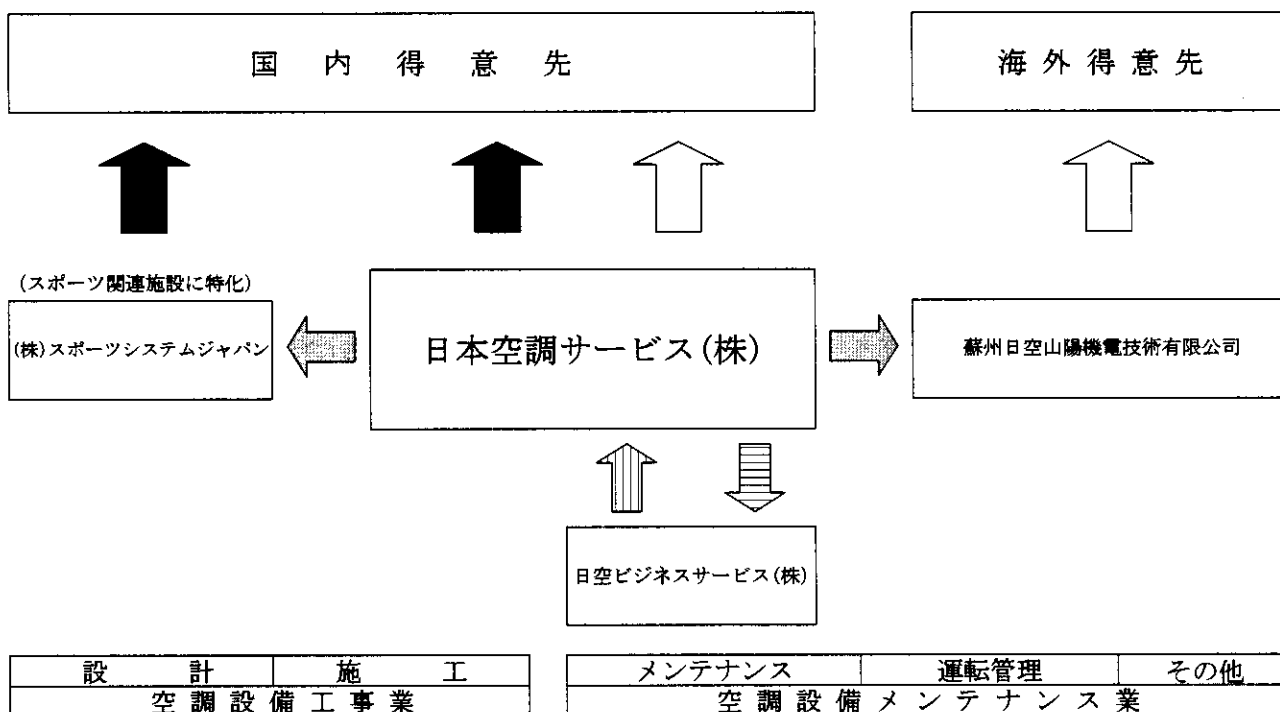 国内得意先
海外得意先
(スポーツ関連施設に特化)
(株)スポーツシステムジャパン
日本空調サービス(株)
蘇州日空山陽機電技術有限公司
日空ビジネスサービス(株)
設計 施工
空調設備工事業
メンテナンス 運転管理 その他
空調設備メンテナンス業